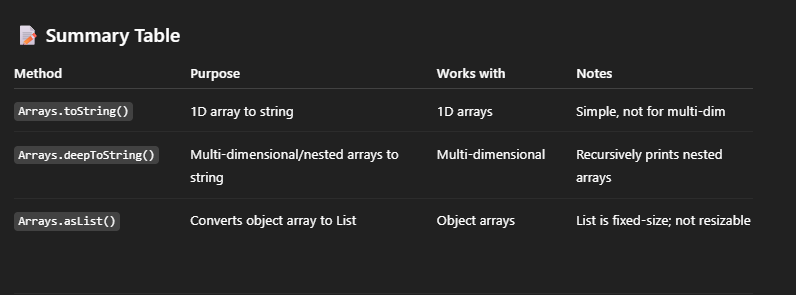 📝 Summary Table
Method Purpose Works with Notes
Arrays.toString() 1D array to string 1D arrays Simple, not for multi-dim
Arrays.deepToString() Multi-dimensional/nested arrays to string Multi-dimensional Recursively prints nested arrays
Arrays.asList() Converts object array to List Object arrays List is fixed-size; not resizable